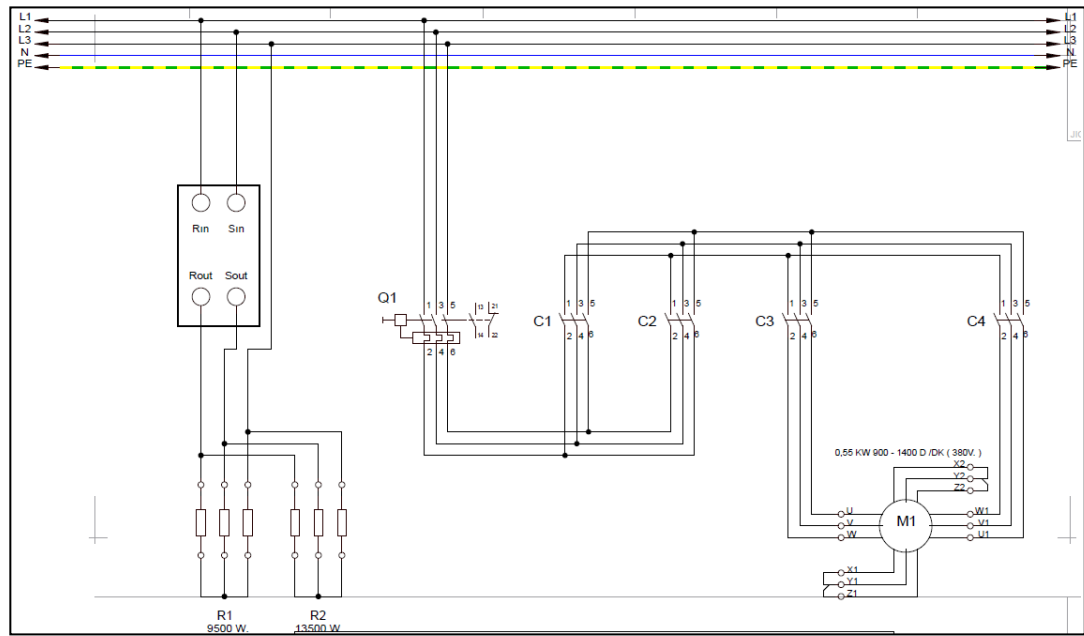 L1 L1
L2 L2
L3 L3
N N
PE PE
JIC
Rın Sın
Rout Sout
Q1 1 3 5 13 21
2 4 6 14 22
C1 1 3 5
2 4 6
C2 1 3 5
2 4 6
C3 1 3 5
2 4 6
C4 1 3 5
2 4 6
0,55 KW 900 - 1400 D /DK ( 380V. )
X2
Y2
Z2
U M1 W1
V V1
W U1
X1
Y1
Z1
R1 R2
9500 W. 13500 W.